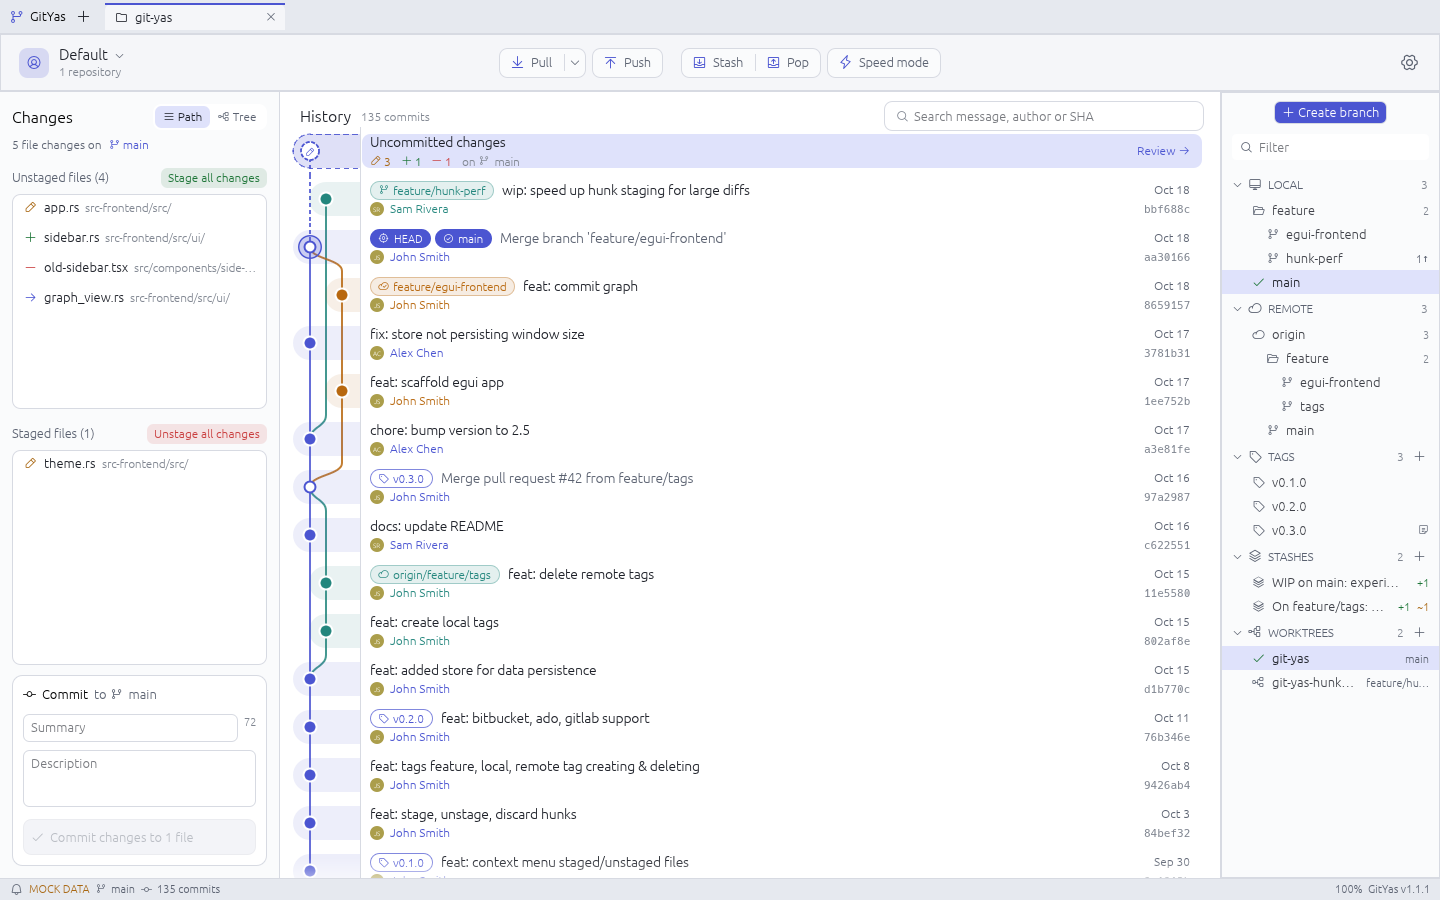 GitYas
git-yas
Default
1 repository
Pull
Push
Stash
Pop
Speed mode
Changes
Path
Tree
5 file changes on main
Unstaged files (4)
Stage all changes
app.rs src-frontend/src/
sidebar.rs src-frontend/src/ui/
old-sidebar.tsx src/components/side-...
graph_view.rs src-frontend/src/ui/
Staged files (1)
Unstage all changes
theme.rs src-frontend/src/
Commit to main
Summary
72
Description
Commit changes to 1 file
History 135 commits
Search message, author or SHA
Uncommitted changes
3 +1 −1 on main
Review →
feature/hunk-perf wip: speed up hunk staging for large diffs Oct 18
SR Sam Rivera bbf688c
HEAD main Merge branch 'feature/egui-frontend' Oct 18
JS John Smith aa30166
feature/egui-frontend feat: commit graph Oct 18
JS John Smith 8659157
fix: store not persisting window size Oct 17
AC Alex Chen 3781b31
feat: scaffold egui app Oct 17
JS John Smith 1ee752b
chore: bump version to 2.5 Oct 17
AC Alex Chen a3e81fe
v0.3.0 Merge pull request #42 from feature/tags Oct 16
JS John Smith 97a2987
docs: update README Oct 16
SR Sam Rivera c622551
origin/feature/tags feat: delete remote tags Oct 15
JS John Smith 11e5580
feat: create local tags Oct 15
JS John Smith 802af8e
feat: added store for data persistence Oct 15
JS John Smith d1b770c
v0.2.0 feat: bitbucket, ado, gitlab support Oct 11
JS John Smith 76b346e
feat: tags feature, local, remote tag creating & deleting Oct 8
JS John Smith 9426ab4
feat: stage, unstage, discard hunks Oct 3
JS John Smith 84bef32
v0.1.0 feat: context menu staged/unstaged files Sep 30
Create branch
Filter
LOCAL 3
feature 2
egui-frontend
hunk-perf 1↑
main
REMOTE 3
origin 3
feature 2
egui-frontend
tags
main
TAGS 3
v0.1.0
v0.2.0
v0.3.0
STASHES 2
WIP on main: experi... +1
On feature/tags: ... +1 ~1
WORKTREES 2
git-yas main
git-yas-hunk... feature/hu...
MOCK DATA main 135 commits
100% GitYas v1.1.1